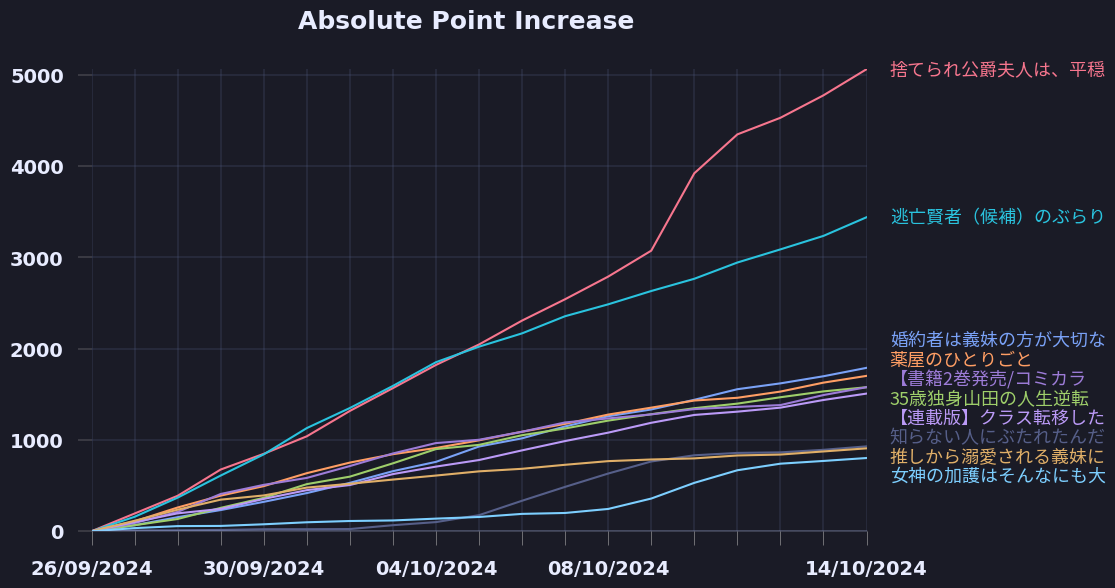 Absolute Point Increase
5000
4000
3000
2000
1000
0
26/09/2024
30/09/2024
04/10/2024
08/10/2024
14/10/2024
捨てられ公爵夫人は、平穏
逃亡賢者（候補）のぶらり
婚約者は義妹の方が大切な
薬屋のひとりごと
【書籍2巻発売/コミカラ
35歳独身山田の人生逆転
【連載版】クラス転移した
知らない人にぶたれたんだ
推しから溺愛される義妹に
女神の加護はそんなにも大